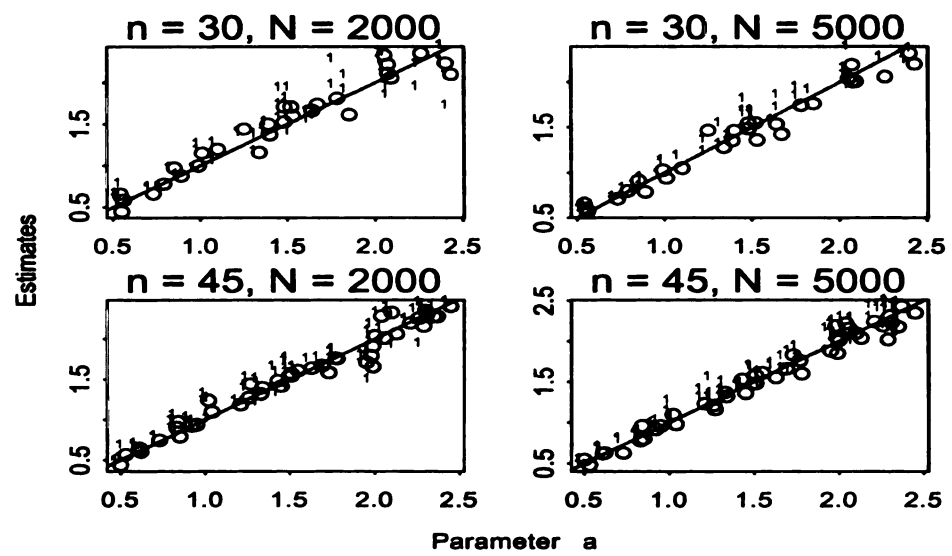 n = 30, N = 2000
n = 30, N = 5000
1.5
0.5
0.5 1.0 1.5 2.0 2.5
1.5
0.5
0.5 1.0 1.5 2.0 2.5
Estimates
n = 45, N = 2000
n = 45, N = 5000
1.5
0.5
0.5 1.0 1.5 2.0 2.5
2.5
1.5
0.5
0.5 1.0 1.5 2.0 2.5
Parameter a